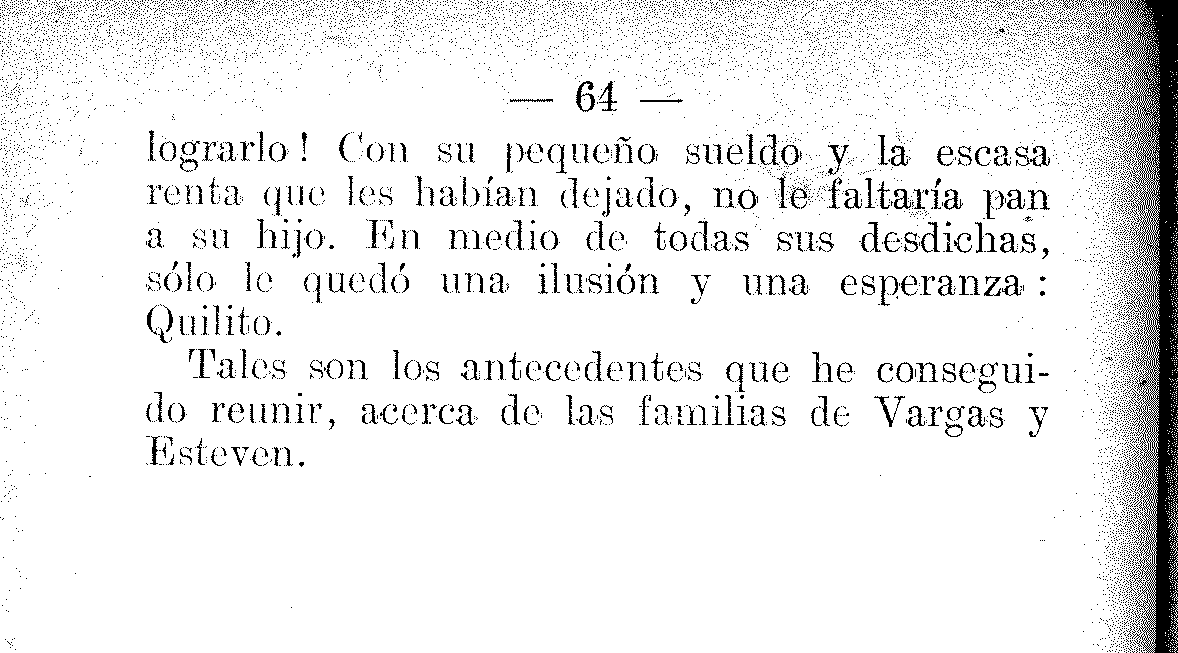 — 64 —
lograrlo! Con su pequeño sueldo y la escasa
renta que les habían dejado, no le faltaría pan
a su hijo. En medio de todas sus desdichas,
sólo le quedó una ilusión y una esperanza:
Quilito.
Tales son los antecedentes que he consegui-
do reunir, acerca de las familias de Vargas y
Esteven.